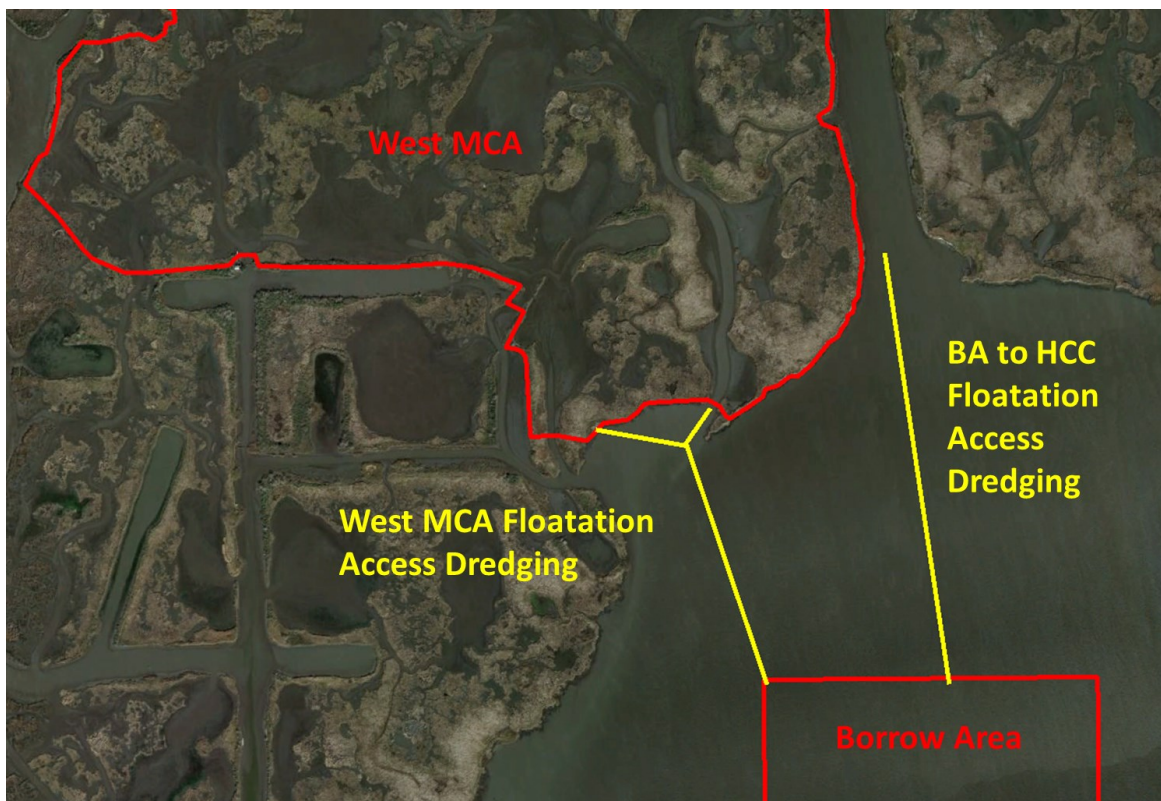 West MCA
BA to HCC
Floatation
Access
Dredging
West MCA Floatation
Access Dredging
Borrow Area